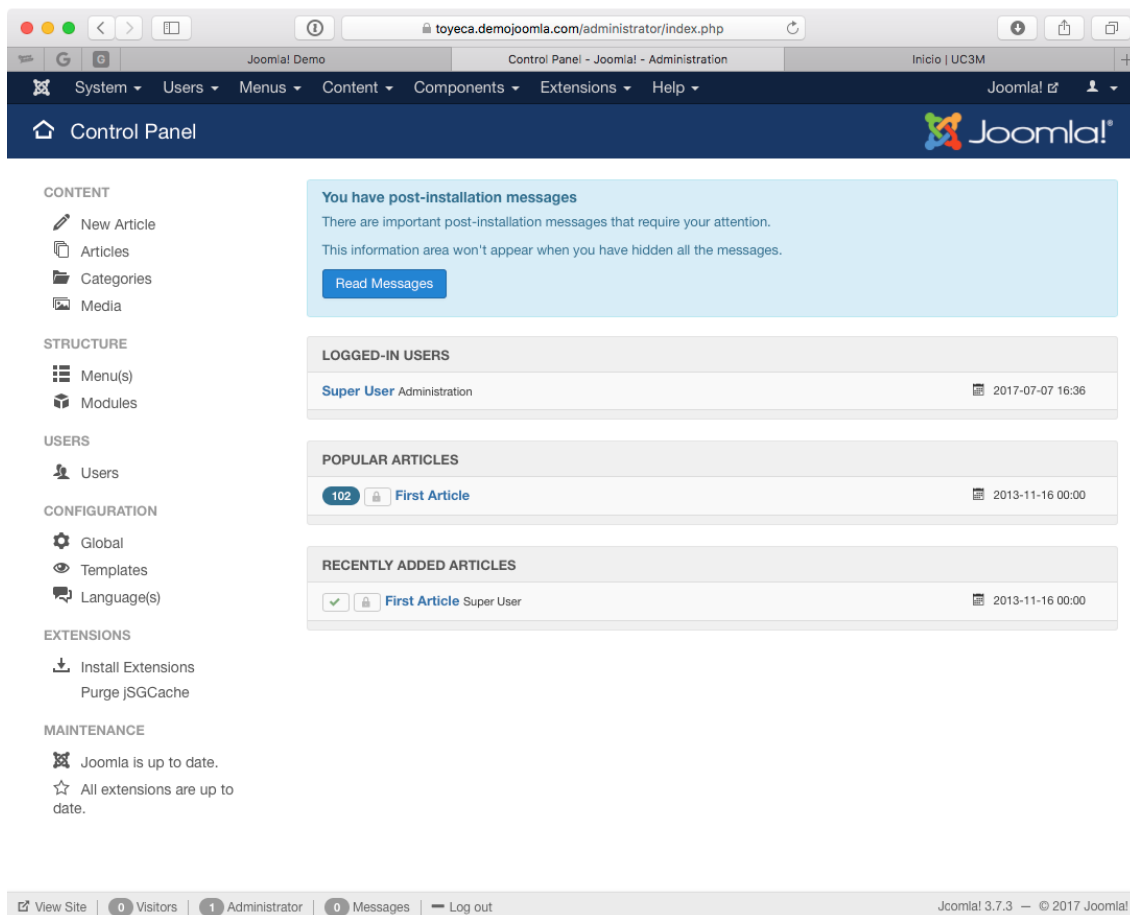 toyeca.demojoomla.com/administrator/index.php
G G Joomla! Demo Control Panel - Joomla! - Administration Inicio | UC3M +
System Users Menus Content Components Extensions Help Joomla!
Control Panel Joomla!®
CONTENT
New Article
Articles
Categories
Media
STRUCTURE
Menu(s)
Modules
USERS
Users
CONFIGURATION
Global
Templates
Language(s)
EXTENSIONS
Install Extensions
Purge jSGCache
MAINTENANCE
Joomla is up to date.
All extensions are up to
date.
You have post-installation messages
There are important post-installation messages that require your attention.
This information area won't appear when you have hidden all the messages.
Read Messages
LOGGED-IN USERS
Super User Administration 2017-07-07 16:36
POPULAR ARTICLES
102 First Article 2013-11-16 00:00
RECENTLY ADDED ARTICLES
First Article Super User 2013-11-16 00:00
View Site | 0 Visitors | 1 Administrator | 0 Messages | Log out Joomla! 3.7.3 — © 2017 Joomla!